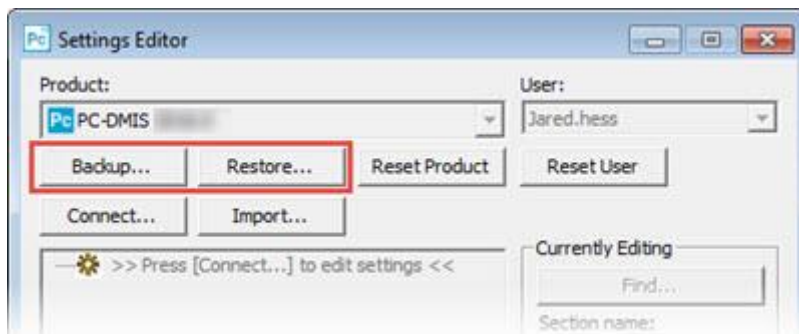 Pc Settings Editor
Product: User:
Pc PC-DMIS Jared.hess
Backup... Restore... Reset Product Reset User
Connect... Import...
>> Press [Connect...] to edit settings <<
Currently Editing
Find...
Section name: